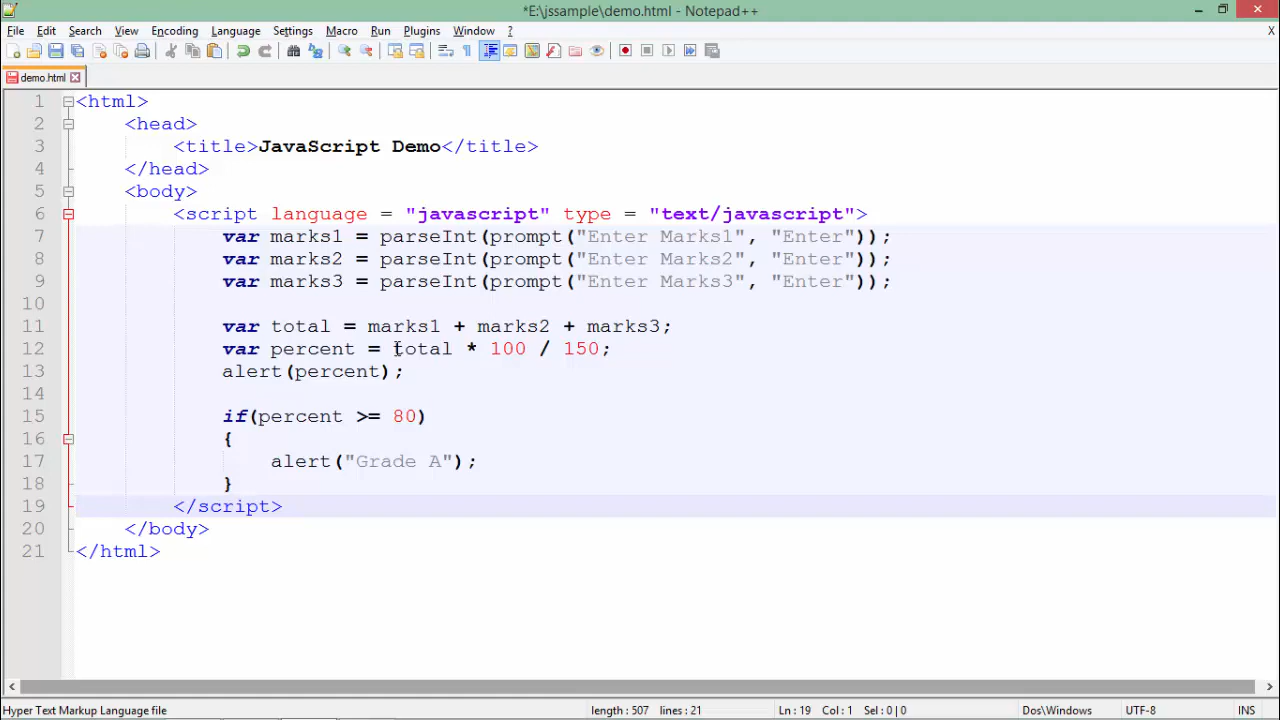 *E:\jssample\demo.html - Notepad++
File Edit Search View Encoding Language Settings Macro Run Plugins Window ? X
demo.html
1 <html>
2 <head>
3 <title>JavaScript Demo</title>
4 </head>
5 <body>
6 <script language = "javascript" type = "text/javascript">
7 var marks1 = parseInt(prompt("Enter Marks1", "Enter"));
8 var marks2 = parseInt(prompt("Enter Marks2", "Enter"));
9 var marks3 = parseInt(prompt("Enter Marks3", "Enter"));
10
11 var total = marks1 + marks2 + marks3;
12 var percent = total * 100 / 150;
13 alert(percent);
14
15 if(percent >= 80)
16 {
17 alert("Grade A");
18 }
19 </script>
20 </body>
21 </html>
Hyper Text Markup Language file length : 507 lines : 21 Ln : 19 Col : 1 Sel : 0 | 0 Dos\Windows UTF-8 INS